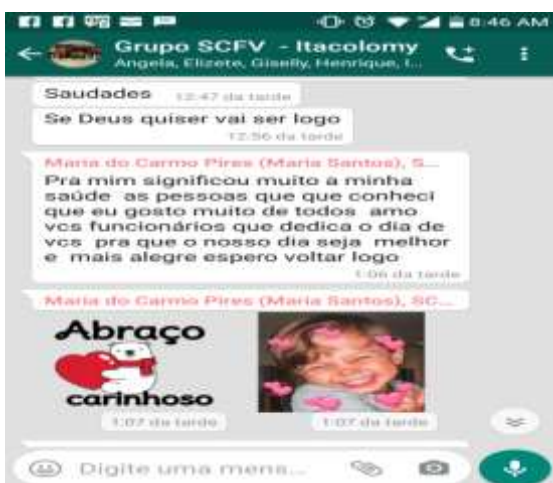 8:46 AM
Grupo SCFV - Itacolomy
Angela, Elizete, Giselly, Henrique, I...
Saudades 12:47 da tarde
Se Deus quiser vai ser logo
12:56 da tarde
Maria do Carmo Pires (Maria Santos), S...
Pra mim significou muito a minha
saúde as pessoas que que conheci
que eu gosto muito de todos amo
vcs funcionários que dedica o dia de
vcs pra que o nosso dia seja melhor
e mais alegre espero voltar logo
1:06 da tarde
Maria do Carmo Pires (Maria Santos), SC...
Abraço
carinhoso
1:07 da tarde 1:07 da tarde
Digite uma mens...